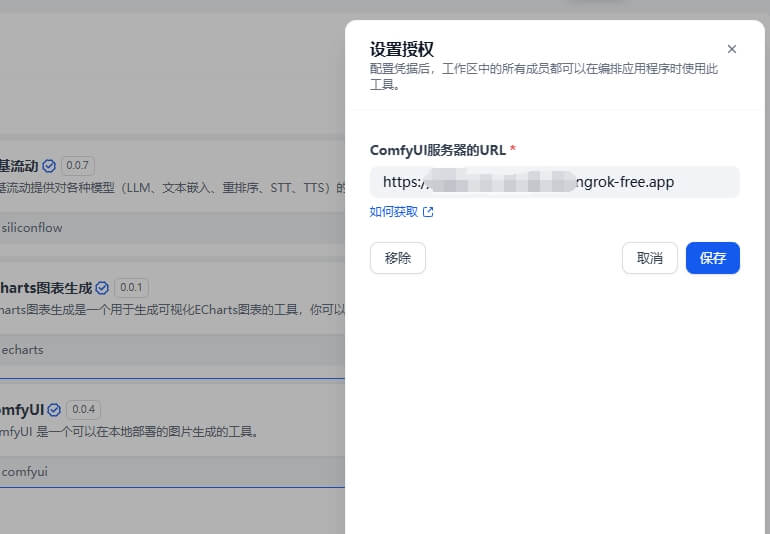 设置授权
配置凭据后，工作区中的所有成员都可以在编排应用程序时使用此
工具。
ComfyUI服务器的URL *
https:/ ngrok-free.app
如何获取
移除
取消
保存
基流动 0.0.7
基流动提供对各种模型（LLM、文本嵌入、重排序、STT、TTS）的
siliconflow
harts图表生成 0.0.1
harts图表生成是一个用于生成可视化ECharts图表的工具，你可以
echarts
omfyUI 0.0.4
mfyUI 是一个可以在本地部署的图片生成的工具。
comfyui